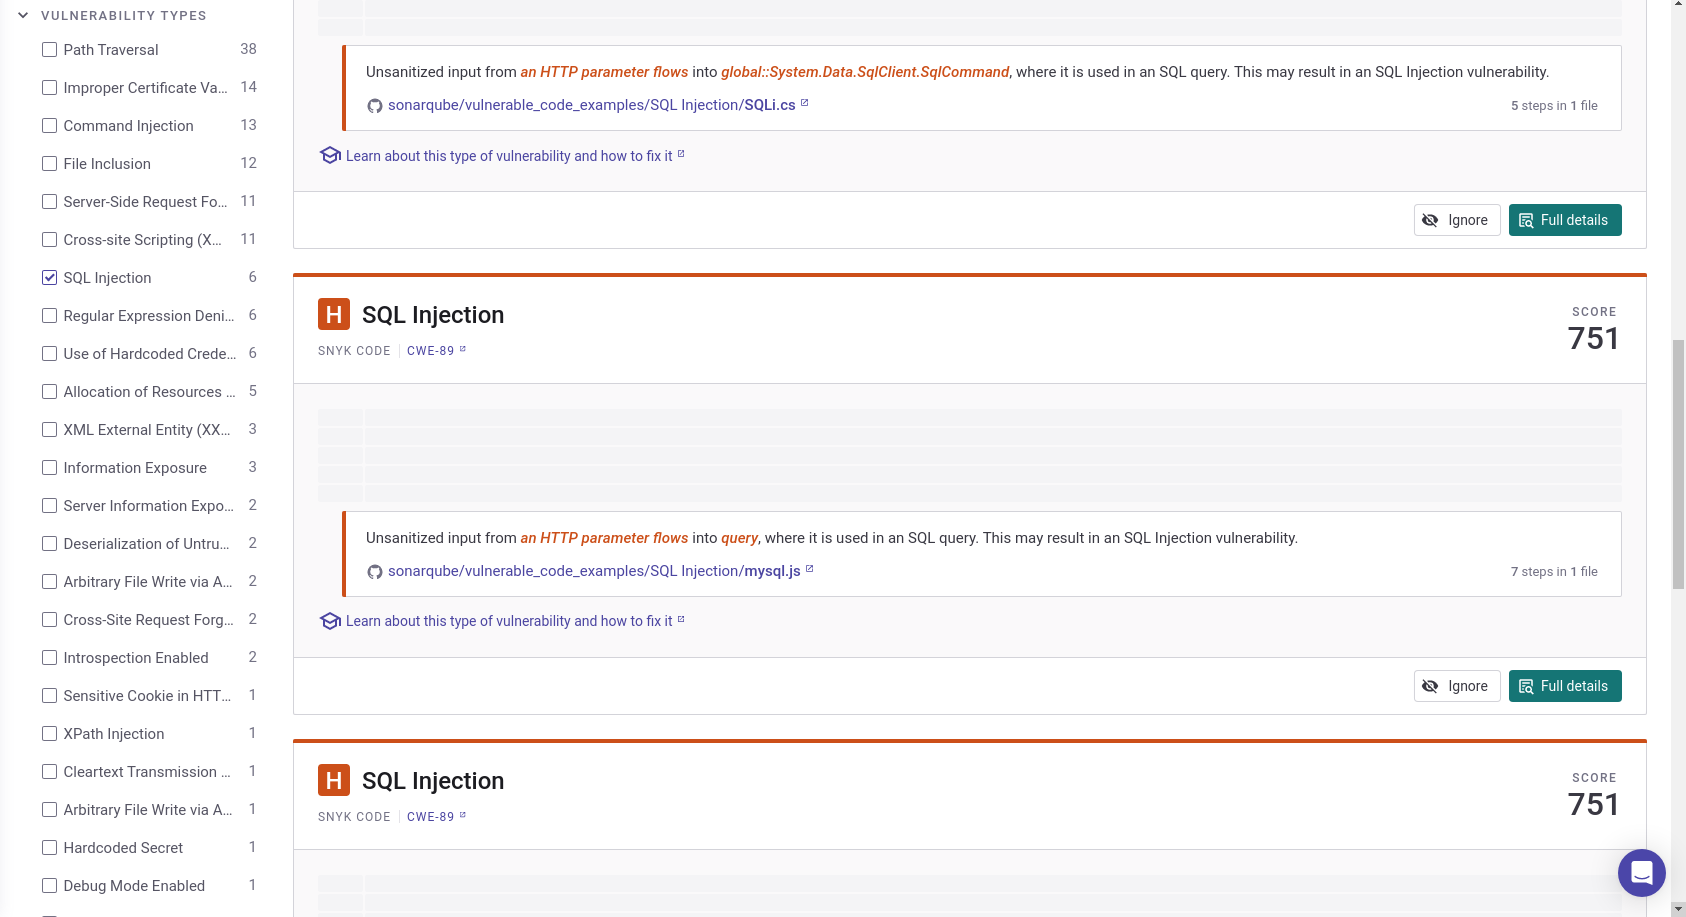 VULNERABILITY TYPES
Path Traversal 38
Improper Certificate Va... 14
Command Injection 13
File Inclusion 12
Server-Side Request Fo... 11
Cross-site Scripting (X... 11
SQL Injection 6
Regular Expression Deni... 6
Use of Hardcoded Crede... 6
Allocation of Resources ... 5
XML External Entity (XX... 3
Information Exposure 3
Server Information Expo... 2
Deserialization of Untru... 2
Arbitrary File Write via A... 2
Cross-Site Request Forg... 2
Introspection Enabled 2
Sensitive Cookie in HTT... 1
XPath Injection 1
Cleartext Transmission ... 1
Arbitrary File Write via A... 1
Hardcoded Secret 1
Debug Mode Enabled 1
Unsanitized input from an HTTP parameter flows into global::System.Data.SqlClient.SqlCommand, where it is used in an SQL query. This may result in an SQL Injection vulnerability.
sonarqube/vulnerable_code_examples/SQL Injection/SQLi.cs 5 steps in 1 file
Learn about this type of vulnerability and how to fix it
Ignore Full details
H SQL Injection
SCORE
751
SNYK CODE CWE-89
Unsanitized input from an HTTP parameter flows into query, where it is used in an SQL query. This may result in an SQL Injection vulnerability.
sonarqube/vulnerable_code_examples/SQL Injection/mysql.js 7 steps in 1 file
Learn about this type of vulnerability and how to fix it
Ignore Full details
H SQL Injection
SCORE
751
SNYK CODE CWE-89